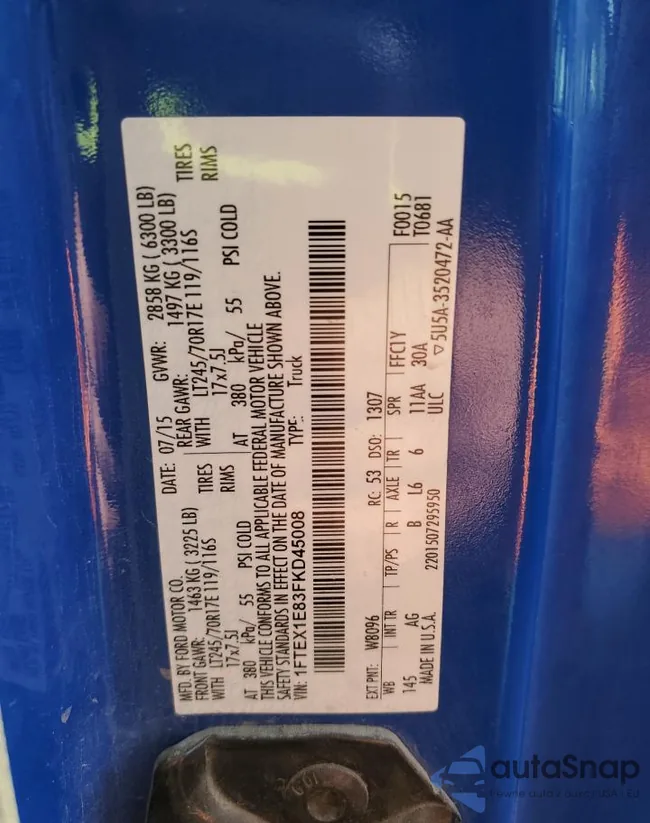 MFD. BY FORD MOTOR CO.
DATE: 07/15 GVWR: 2858 KG ( 6300 LB)
FRONT GAWR: 1463 KG ( 3225 LB) REAR GAWR: 1497 KG ( 3300 LB)
WITH LT245/70R17E 119/116S TIRES WITH LT245/70R17E 119/116S TIRES
17x7.5J RIMS 17x7.5J RIMS
AT 380 kPa/ 55 PSI COLD AT 380 kPa/ 55 PSI COLD
THIS VEHICLE CONFORMS TO ALL APPLICABLE FEDERAL MOTOR VEHICLE
SAFETY STANDARDS IN EFFECT ON THE DATE OF MANUFACTURE SHOWN ABOVE.
VIN: 1FTEX1E83FKD45008 TYPE: Truck
EXT PNT: W8096 RC: 53 DSO: 1307 F0015
WB INT TR TP/PS R AXLE TR SPR FFC1Y T0681
145 AG B L6 6 11AA 30A
MADE IN U.S.A. 2201507295950 ULC ▽5U5A-3520472-AA
autaSnap